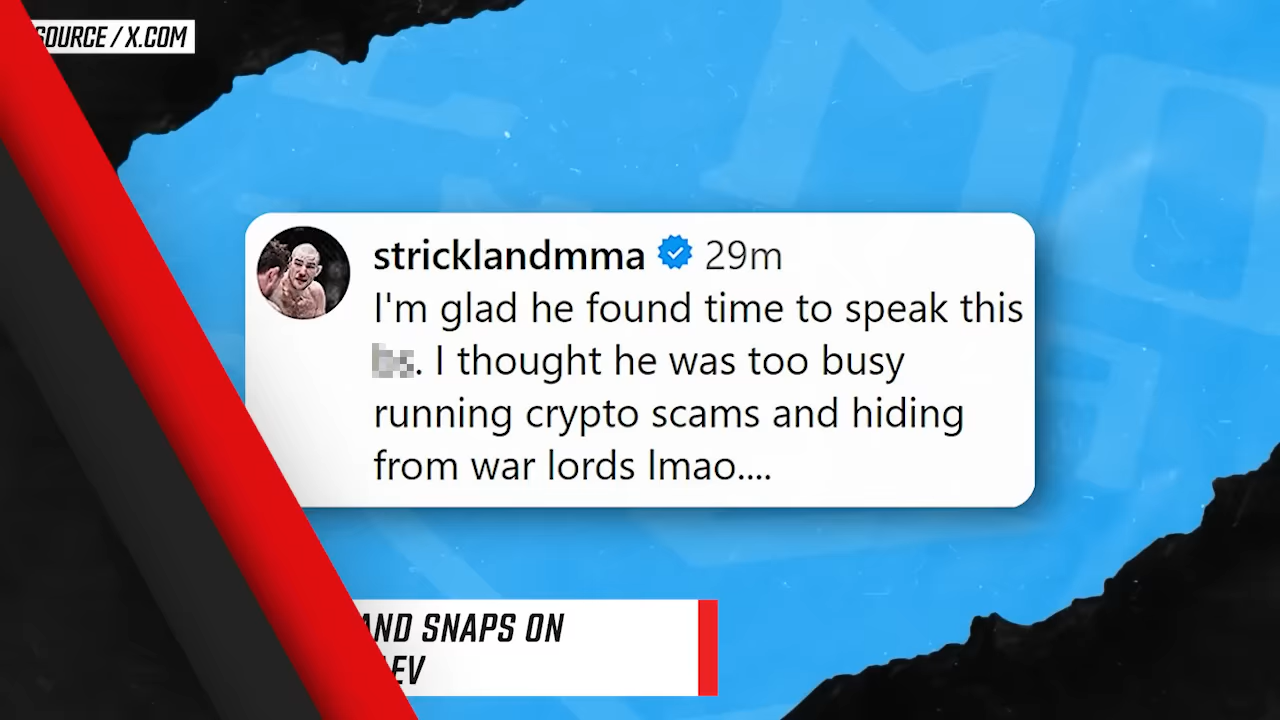 SOURCE / X.COM
stricklandmma 29m
I'm glad he found time to speak this
bs. I thought he was too busy
running crypto scams and hiding
from war lords lmao....
AND SNAPS ON
EV